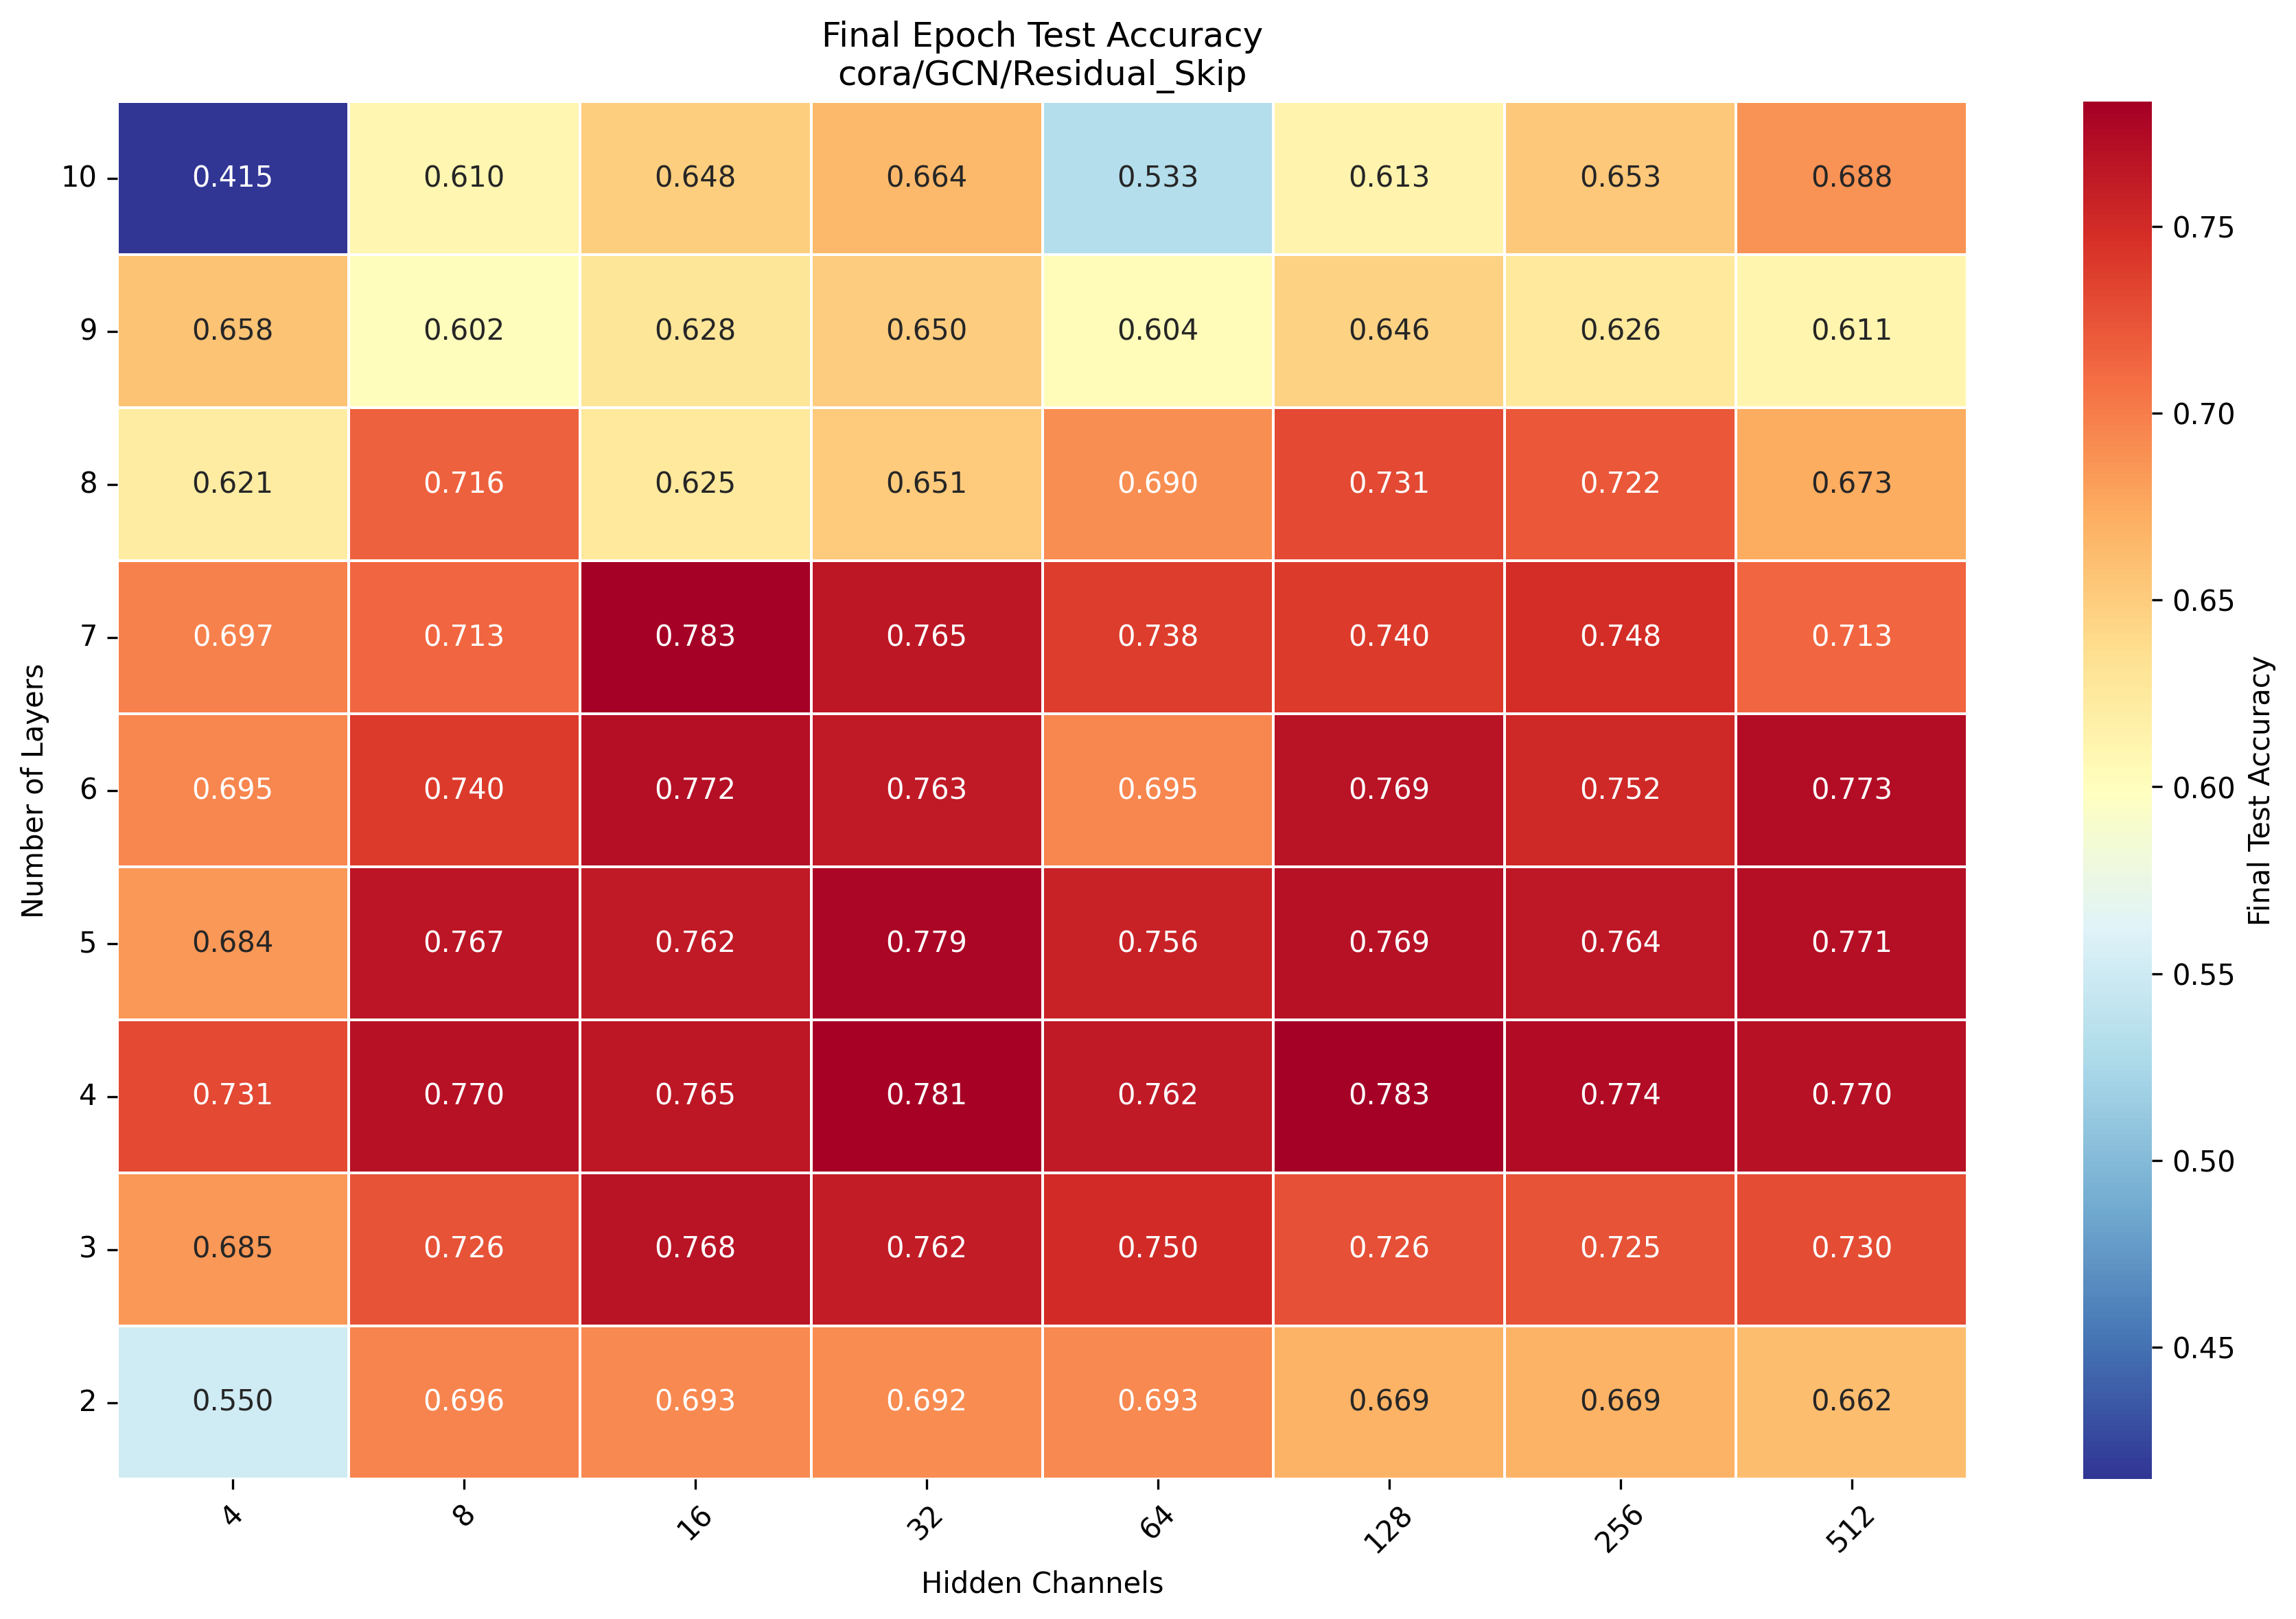 Final Epoch Test Accuracy
cora/GCN/Residual_Skip
10 0.415 0.610 0.648 0.664 0.533 0.613 0.653 0.688
9 0.658 0.602 0.628 0.650 0.604 0.646 0.626 0.611
8 0.621 0.716 0.625 0.651 0.690 0.731 0.722 0.673
7 0.697 0.713 0.783 0.765 0.738 0.740 0.748 0.713
6 0.695 0.740 0.772 0.763 0.695 0.769 0.752 0.773
5 0.684 0.767 0.762 0.779 0.756 0.769 0.764 0.771
4 0.731 0.770 0.765 0.781 0.762 0.783 0.774 0.770
3 0.685 0.726 0.768 0.762 0.750 0.726 0.725 0.730
2 0.550 0.696 0.693 0.692 0.693 0.669 0.669 0.662
4 8 16 32 64 128 256 512
Hidden Channels
Number of Layers
0.75
0.70
0.65
0.60
0.55
0.50
0.45
Final Test Accuracy